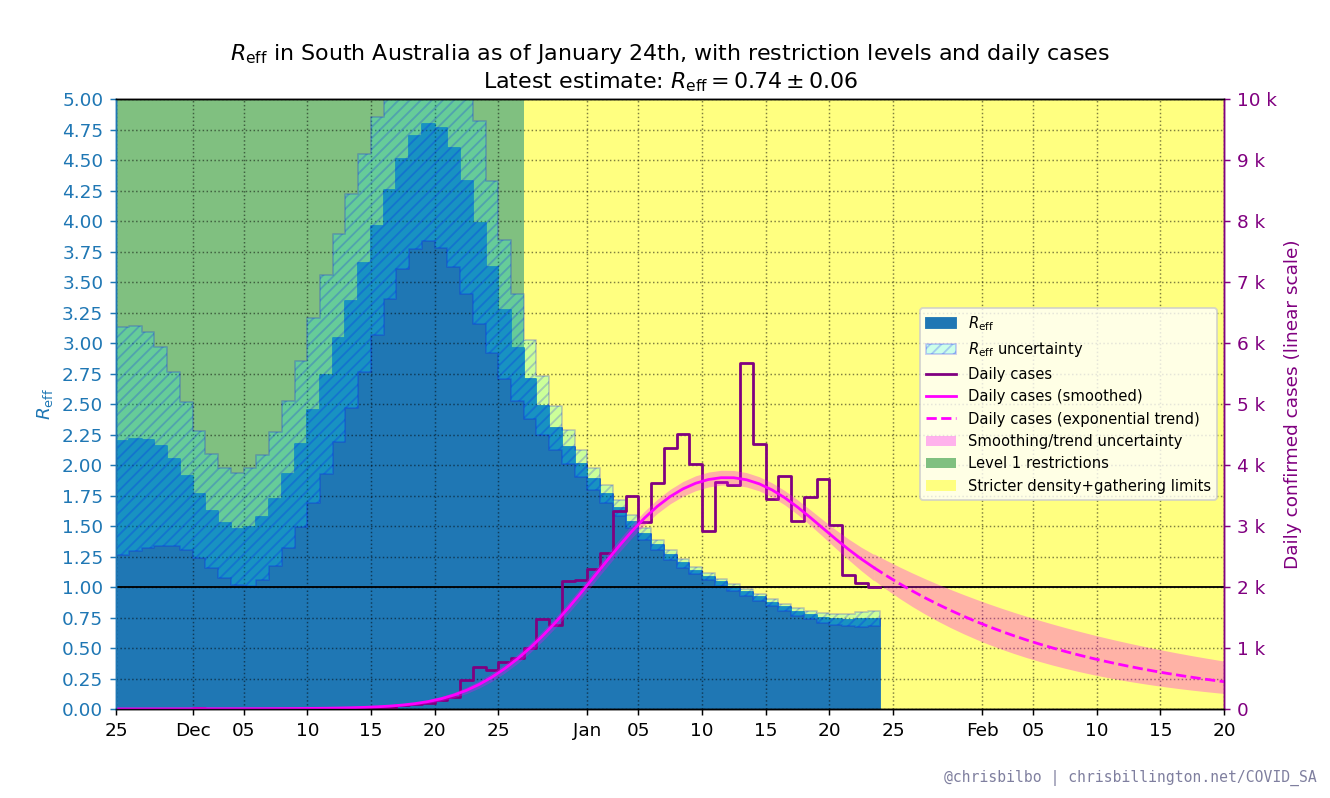 Reff in South Australia as of January 24th, with restriction levels and daily cases
Latest estimate: Reff = 0.74 ± 0.06
5.00
4.75
4.50
4.25
4.00
3.75
3.50
3.25
3.00
2.75
2.50
2.25
2.00
1.75
1.50
1.25
1.00
0.75
0.50
0.25
0.00
Reff
10 k
9 k
8 k
7 k
6 k
5 k
4 k
3 k
2 k
1 k
0
Daily confirmed cases (linear scale)
Reff
Reff uncertainty
Daily cases
Daily cases (smoothed)
Daily cases (exponential trend)
Smoothing/trend uncertainty
Level 1 restrictions
Stricter density+gathering limits
25 Dec 05 10 15 20 25 Jan 05 10 15 20 25 Feb 05 10 15 20
@chrisbilbo | chrisbillington.net/COVID_SA